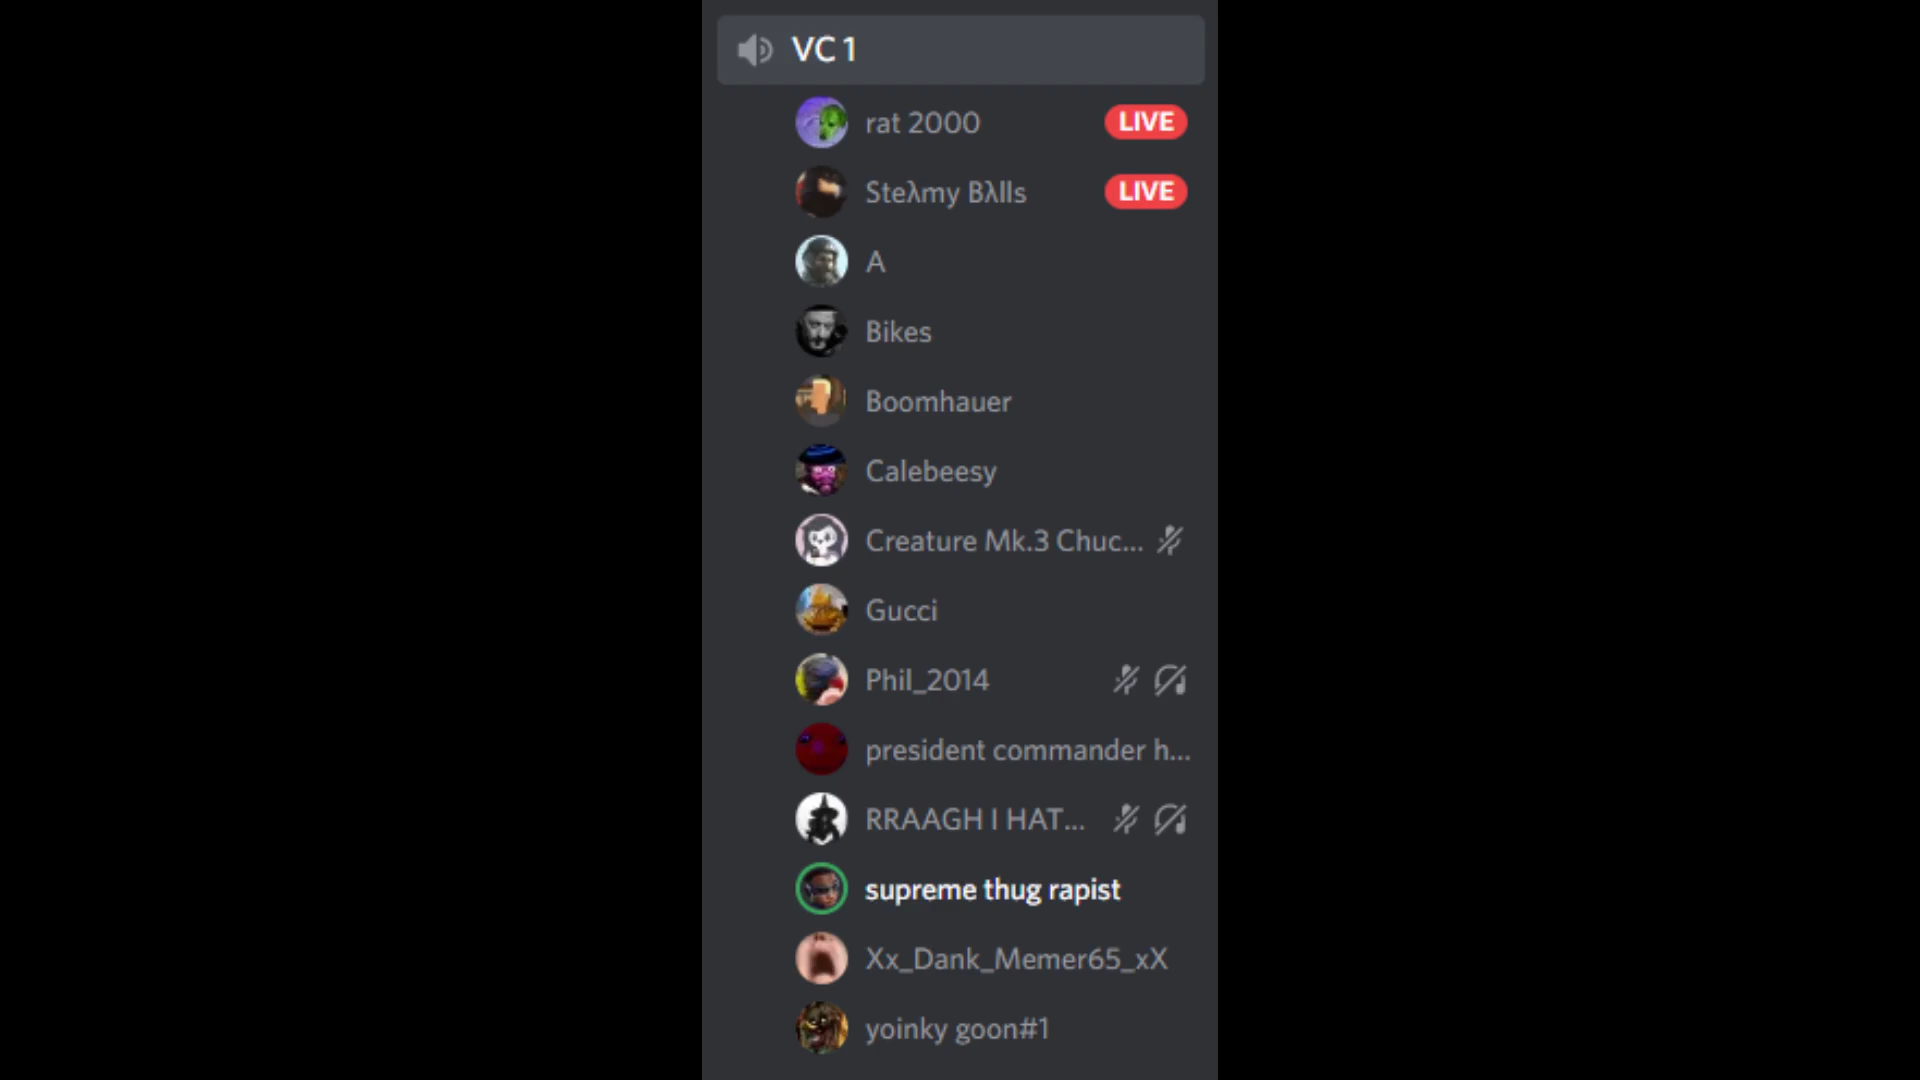 VC 1
rat 2000 LIVE
Steλmy Bλlls LIVE
A
Bikes
Boomhauer
Calebeesy
Creature Mk.3 Chuc...
Gucci
Phil_2014
president commander h...
RRAAGH I HAT...
supreme thug rapist
Xx_Dank_Memer65_xX
yoinky goon#1